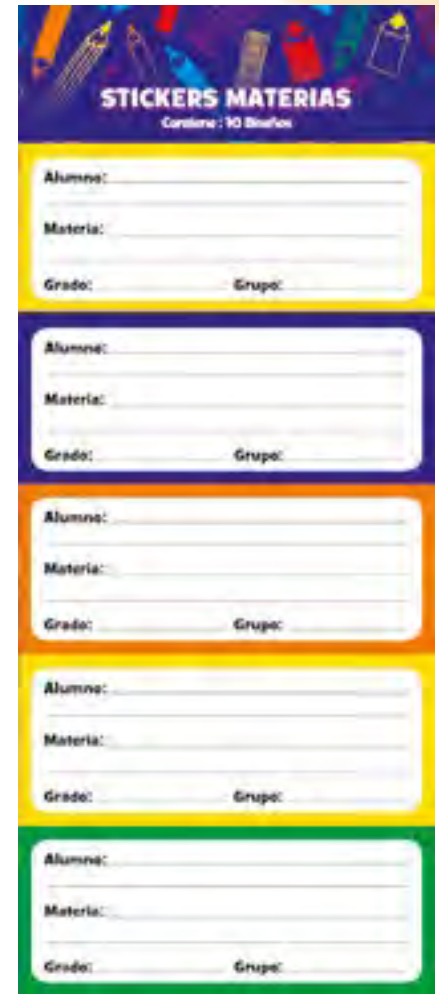 STICKERS MATERIAS
Contiene : 10 Diseños
Alumno:
Materia:
Grado: Grupo:
Alumno:
Materia:
Grado: Grupo:
Alumno:
Materia:
Grado: Grupo:
Alumno:
Materia:
Grado: Grupo:
Alumno:
Materia:
Grado: Grupo: